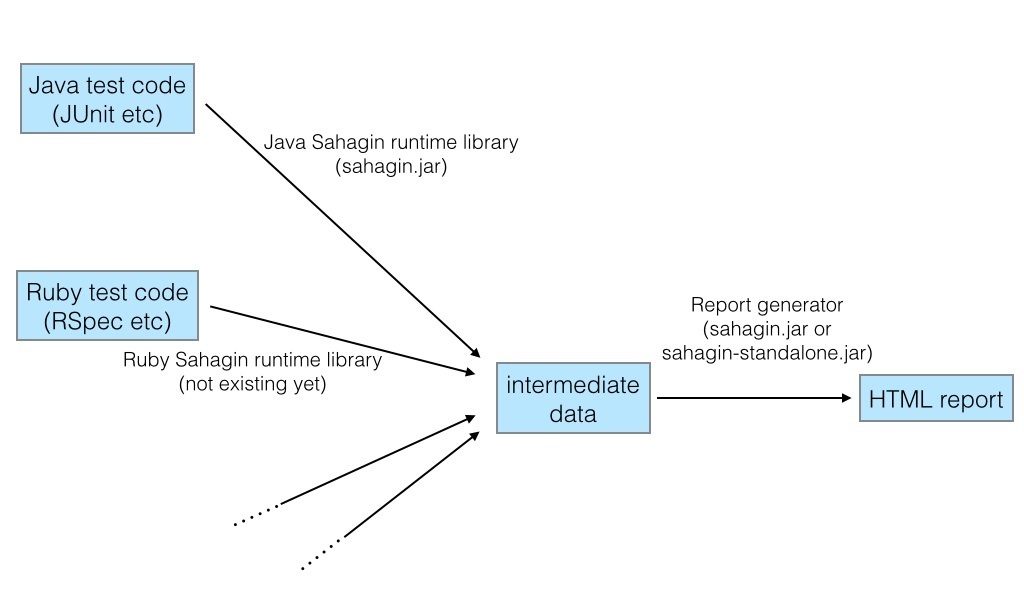 Java test code
(JUnit etc)
Java Sahagin runtime library
(sahagin.jar)
Ruby test code
(RSpec etc)
Ruby Sahagin runtime library
(not existing yet)
intermediate
data
Report generator
(sahagin.jar or
sahagin-standalone.jar)
HTML report